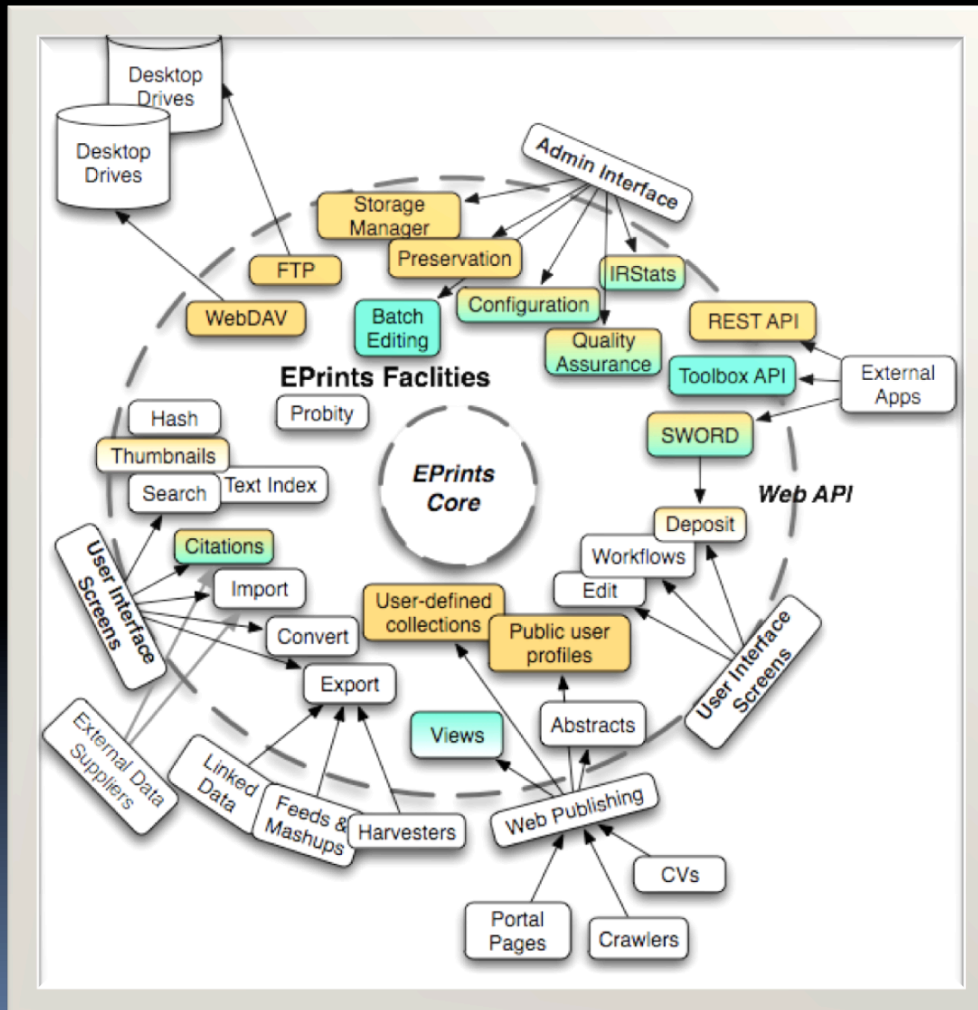 Desktop
Drives
Desktop
Drives
Admin Interface
Storage
Manager
Preservation
FTP
IRStats
Configuration
WebDAV
Batch
Editing
REST API
Quality
Assurance
Toolbox API
External
Apps
EPrints Faclities
Probity
Hash
Thumbnails
Search
Text Index
SWORD
EPrints
Core
Web API
Deposit
Workflows
Edit
Citations
Import
Convert
Export
User Interface
Screens
User-defined
collections
Public user
profiles
User Interface
Screens
External Data
Suppliers
Views
Abstracts
Linked
Data
Feeds &
Mashups
Harvesters
Web Publishing
CVs
Portal
Pages
Crawlers